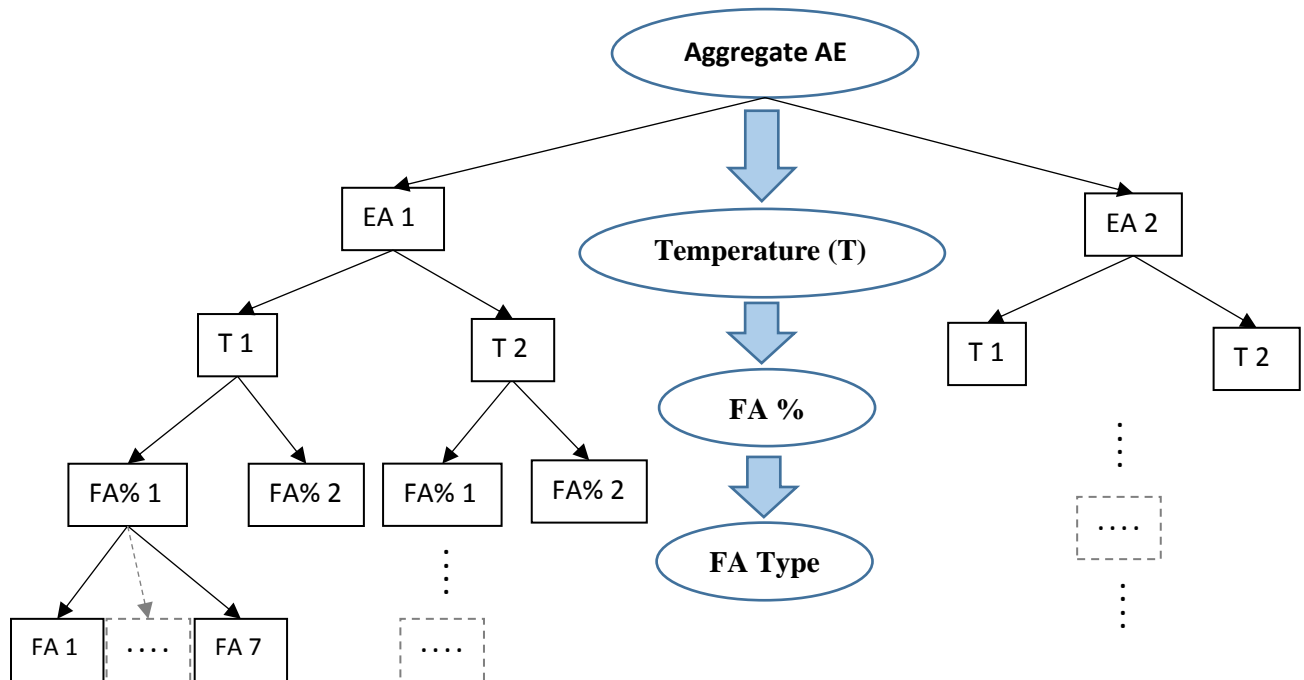 Aggregate AE
EA 1
Temperature (T)
EA 2
T 1
T 2
T 1
T 2
FA %
FA% 1
FA% 2
FA% 1
FA% 2
....
....
....
FA Type
....
FA 1
....
FA 7
....